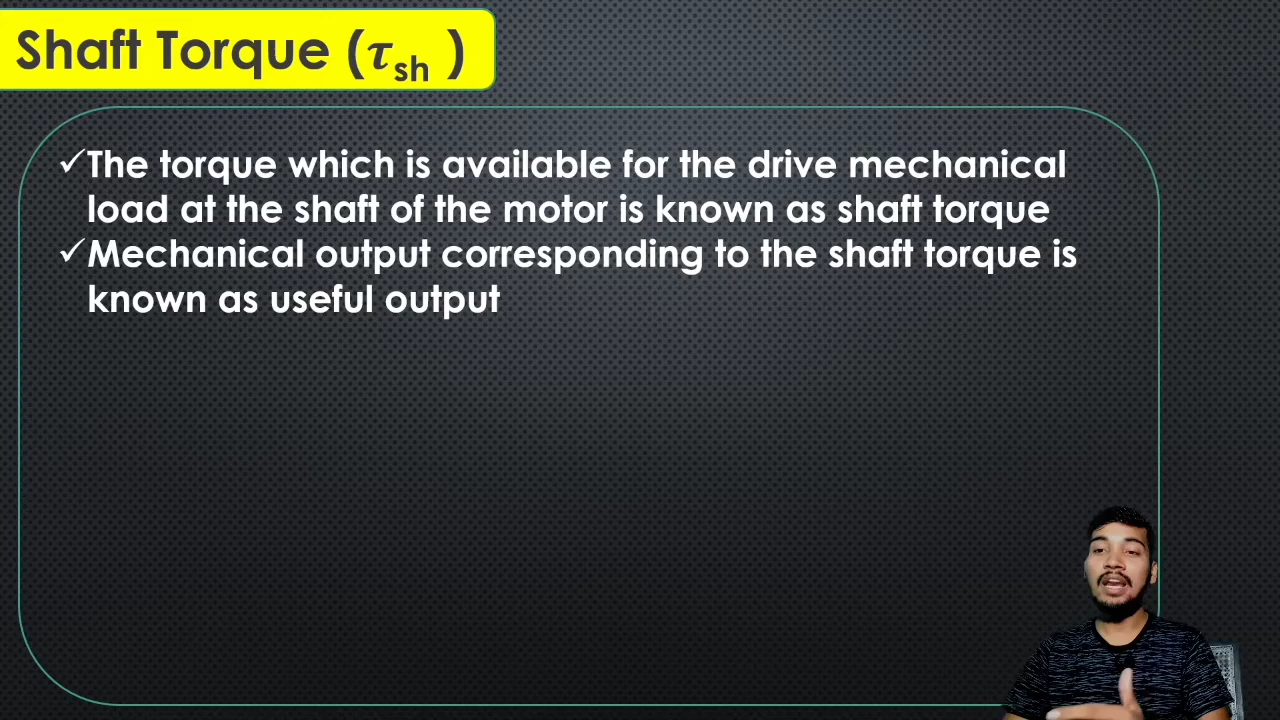 Shaft Torque (𝝉sh )
✓The torque which is available for the drive mechanical
load at the shaft of the motor is known as shaft torque
✓Mechanical output corresponding to the shaft torque is
known as useful output